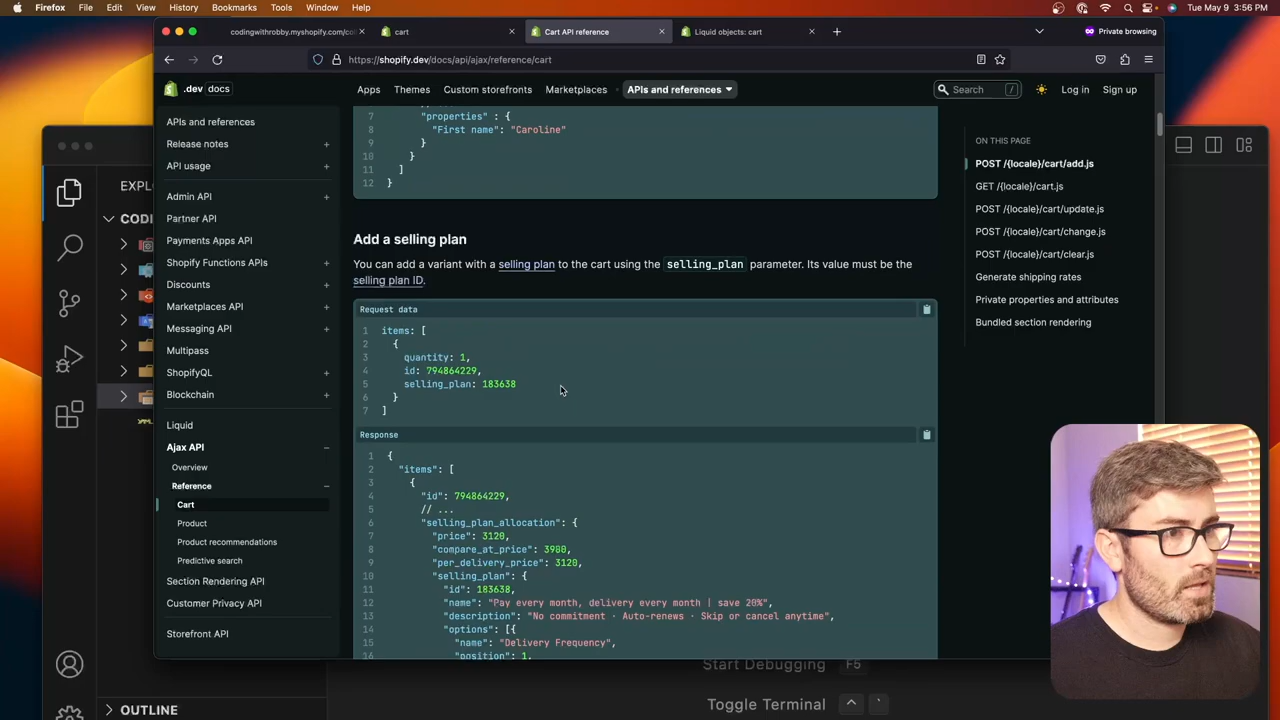 Firefox File Edit View History Bookmarks Tools Window Help
Tue May 9 3:56 PM
codingwithrobby.myshopify.com/col
cart
Cart API reference
Liquid objects: cart
Private browsing
https://shopify.dev/docs/api/ajax/reference/cart
.dev docs
Apps Themes Custom storefronts Marketplaces APIs and references
Search /
Log in Sign up
EXPL
CODI
APIs and references
Release notes +
API usage +
Admin API +
Partner API
Payments Apps API +
Shopify Functions APIs +
Discounts +
Marketplaces API +
Messaging API +
Multipass
ShopifyQL +
Blockchain +
Liquid
Ajax API −
Overview
Reference −
Cart
Product
Product recommendations
Predictive search
Section Rendering API +
Customer Privacy API +
Storefront API
7 "properties" : {
8 "First name": "Caroline"
9 }
10 }
11 ]
12 }
Add a selling plan
You can add a variant with a selling plan to the cart using the selling_plan parameter. Its value must be the
selling plan ID.
Request data
1 items: [
2 {
3 quantity: 1,
4 id: 794864229,
5 selling_plan: 183638
6 }
7 ]
Response
1 {
2 "items": [
3 {
4 "id": 794864229,
5 // ...
6 "selling_plan_allocation": {
7 "price": 3120,
8 "compare_at_price": 3900,
9 "per_delivery_price": 3120,
10 "selling_plan": {
11 "id": 183638,
12 "name": "Pay every month, delivery every month | save 20%",
13 "description": "No commitment · Auto-renews · Skip or cancel anytime",
14 "options": [{
15 "name": "Delivery Frequency",
16 "position": 1,
ON THIS PAGE
POST /{locale}/cart/add.js
GET /{locale}/cart.js
POST /{locale}/cart/update.js
POST /{locale}/cart/change.js
POST /{locale}/cart/clear.js
Generate shipping rates
Private properties and attributes
Bundled section rendering
Start Debugging F5
Toggle Terminal ^ `
OUTLINE